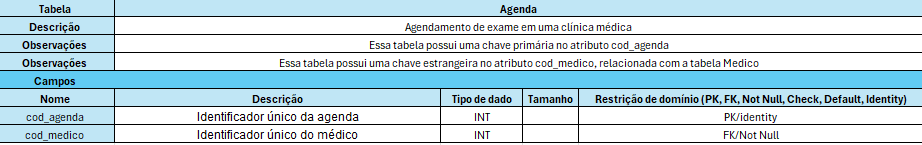 Tabela Agenda
Descrição Agendamento de exame em uma clínica médica
Observações Essa tabela possui uma chave primária no atributo cod_agenda
Observações Essa tabela possui uma chave estrangeira no atributo cod_medico, relacionada com a tabela Medico
Campos
Nome Descrição Tipo de dado Tamanho Restrição de domínio (PK, FK, Not Null, Check, Default, Identity)
cod_agenda Identificador único da agenda INT PK/identity
cod_medico Identificador único do médico INT FK/Not Null